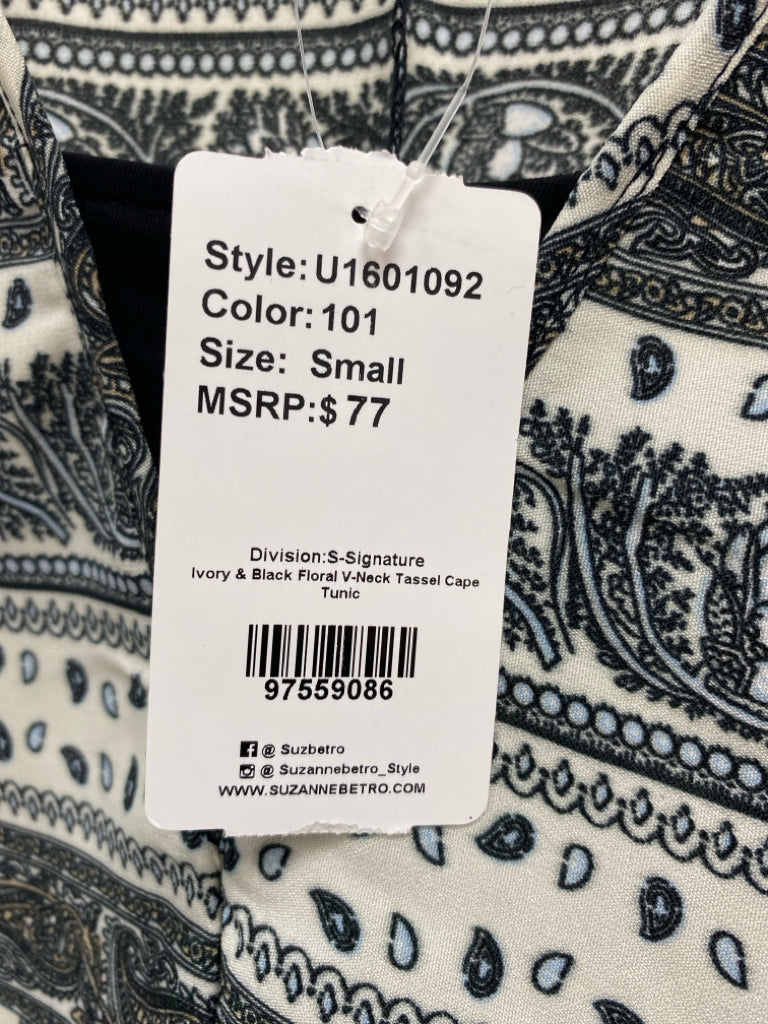 Style: U1601092
Color: 101
Size: Small
MSRP:$ 77
Division:S-Signature
Ivory & Black Floral V-Neck Tassel Cape
Tunic
97559086
@ Suzbetro
@ Suzannebetro_Style
WWW.SUZANNEBETRO.COM